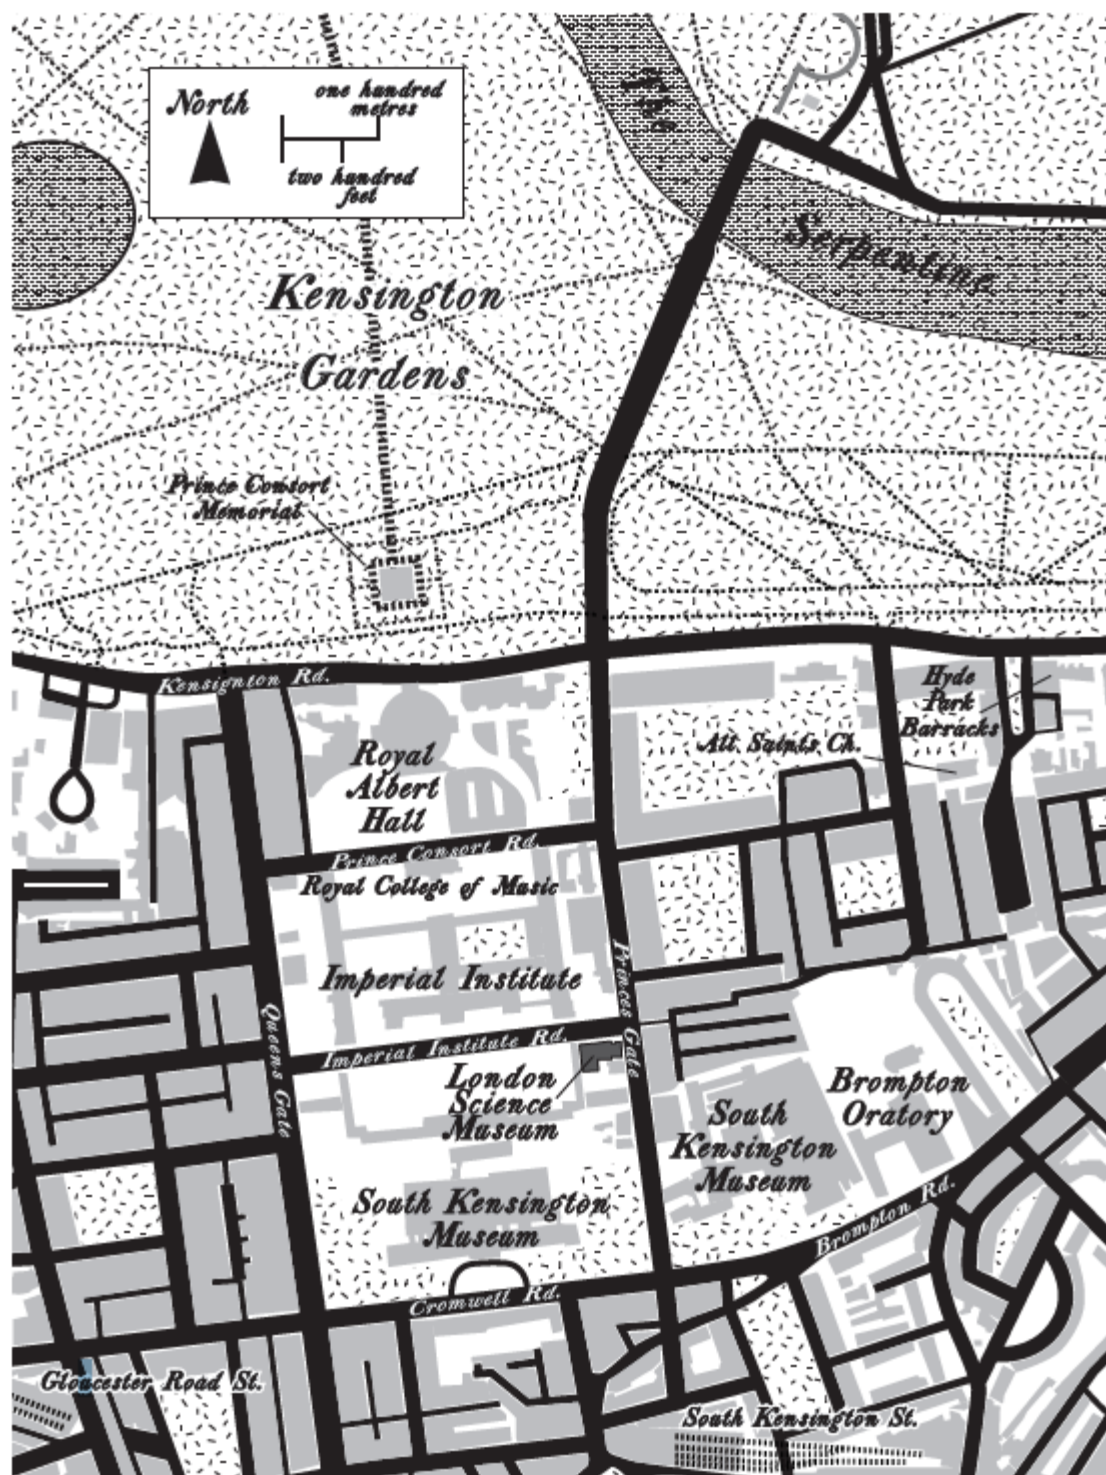 The
North
one hundred
metres
two hundred
feet
Serpentine
Kensington
Gardens
Prince Consort
Memorial
Kensignton Rd.
Hyde
Park
Barracks
All Saints Ch.
Royal
Albert
Hall
Prince Consort Rd.
Royal College of Music
Imperial Institute
Princes Gate
Queens Gate
Imperial Institute Rd.
London
Science
Museum
Brompton
Oratory
South
Kensington
Museum
South Kensington
Museum
Brompton Rd.
Cromwell Rd.
Gloucester Road St.
South Kensington St.